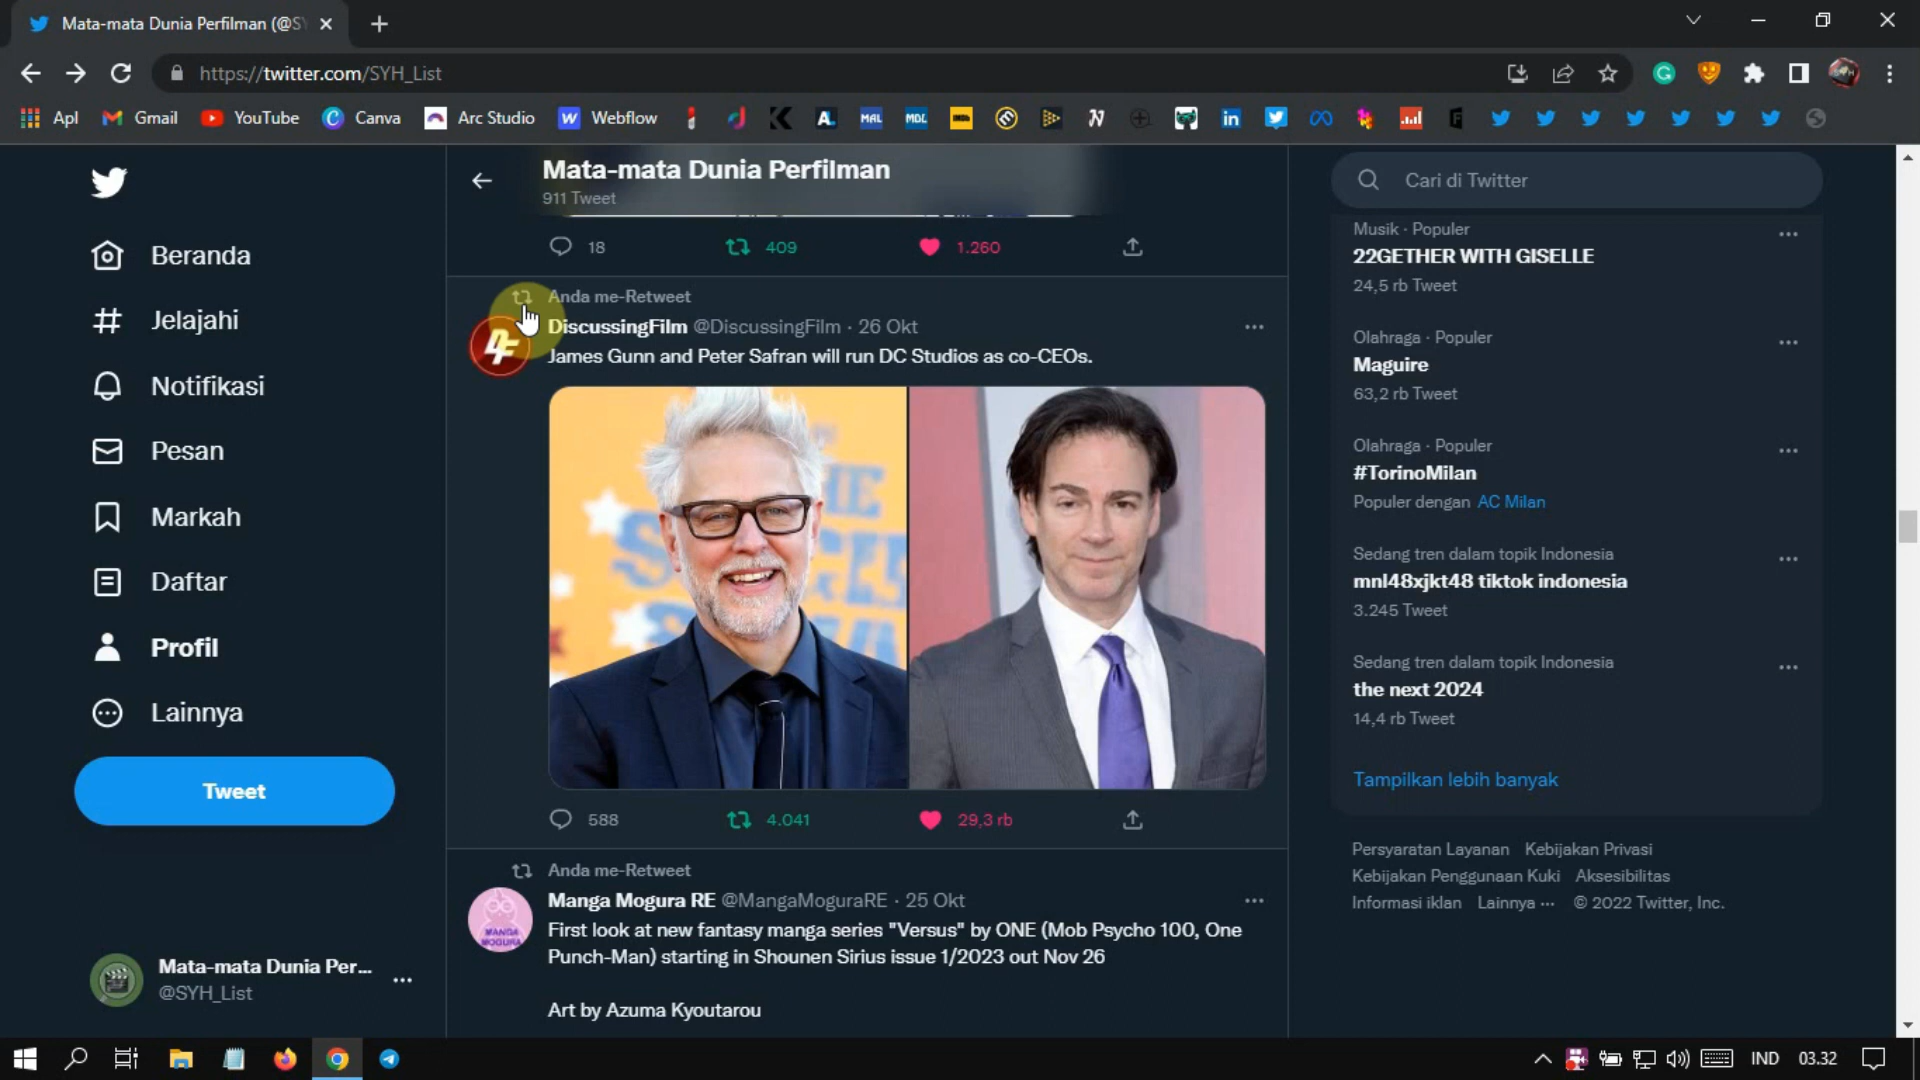 Mata-mata Dunia Perfilman (@S
https://twitter.com/SYH_List
Apl
Gmail
YouTube
Canva
Arc Studio
Webflow
MAL
MDL
Mata-mata Dunia Perfilman
911 Tweet
18
409
1.260
Beranda
Jelajahi
Notifikasi
Pesan
Markah
Daftar
Profil
Lainnya
Tweet
Mata-mata Dunia Per...
@SYH_List
Anda me-Retweet
DiscussingFilm @DiscussingFilm · 26 Okt
James Gunn and Peter Safran will run DC Studios as co-CEOs.
588
4.041
29,3 rb
Anda me-Retweet
Manga Mogura RE @MangaMoguraRE · 25 Okt
First look at new fantasy manga series "Versus" by ONE (Mob Psycho 100, One
Punch-Man) starting in Shounen Sirius issue 1/2023 out Nov 26
Art by Azuma Kyoutarou
MANGA
MOGURA
Cari di Twitter
Musik · Populer
22GETHER WITH GISELLE
24,5 rb Tweet
Olahraga · Populer
Maguire
63,2 rb Tweet
Olahraga · Populer
#TorinoMilan
Populer dengan AC Milan
Sedang tren dalam topik Indonesia
mnl48xjkt48 tiktok indonesia
3.245 Tweet
Sedang tren dalam topik Indonesia
the next 2024
14,4 rb Tweet
Tampilkan lebih banyak
Persyaratan Layanan Kebijakan Privasi
Kebijakan Penggunaan Kuki Aksesibilitas
Informasi iklan Lainnya ··· © 2022 Twitter, Inc.
IND
03.32